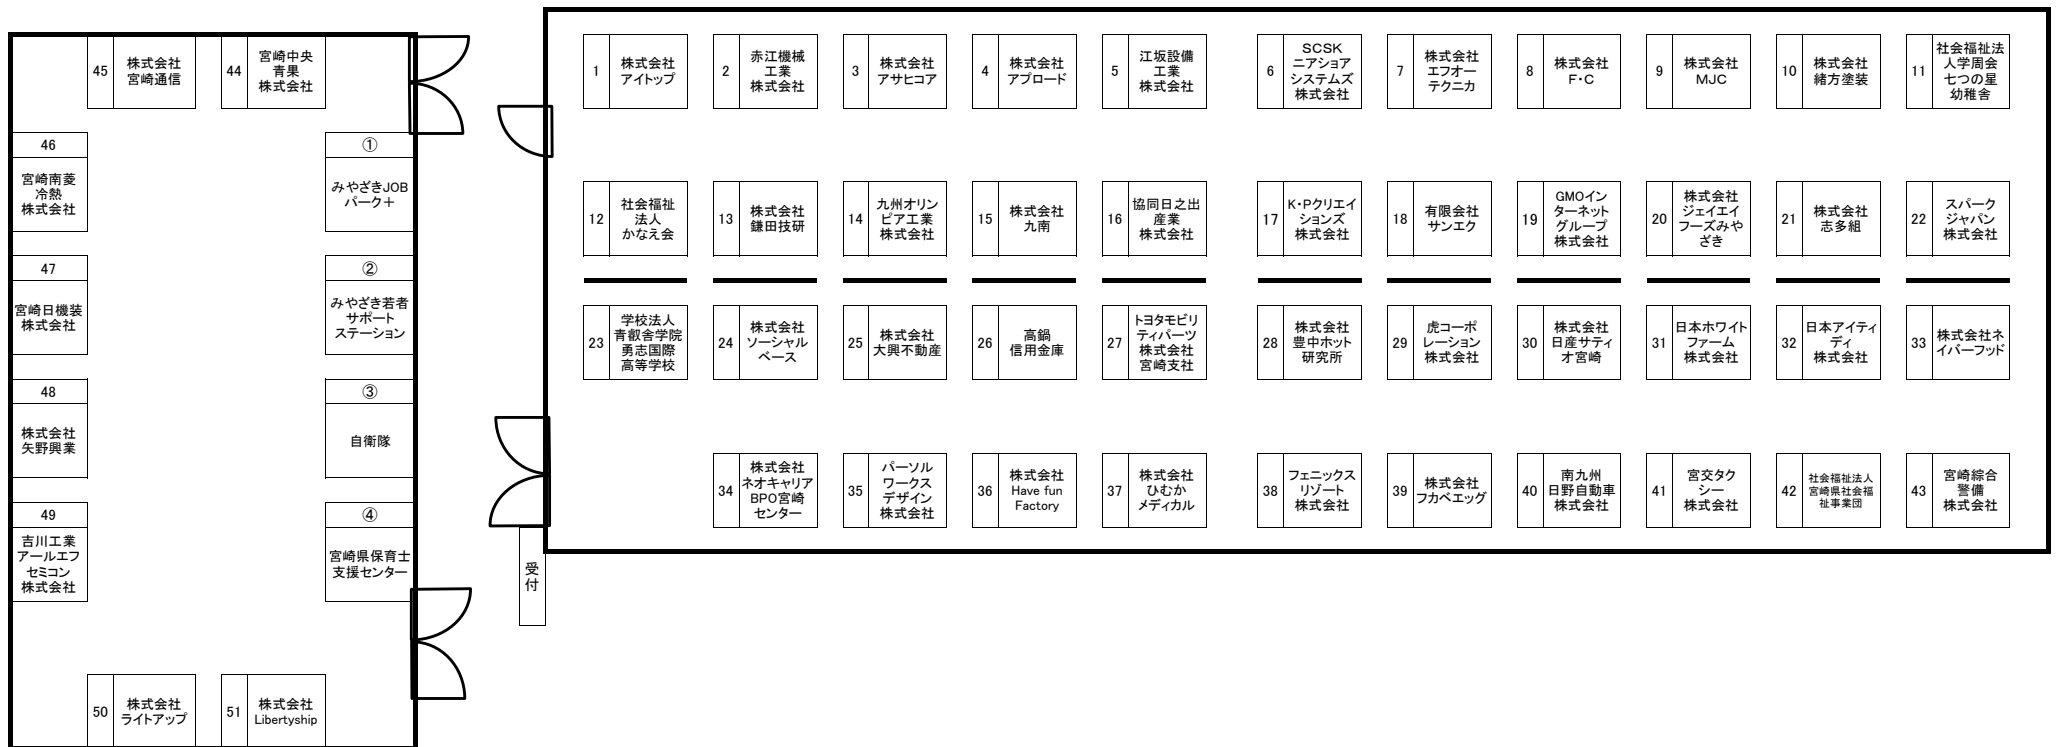 45
株式会社
宮崎通信
44
宮崎中央
青果
株式会社
46
宮崎南菱
冷熱
株式会社
①
みやざきJOB
パーク＋
47
宮崎日機装
株式会社
②
みやざき若者
サポート
ステーション
48
株式会社
矢野興業
③
自衛隊
49
吉川工業
アールエフ
セミコン
株式会社
④
宮崎県保育士
支援センター
50
株式会社
ライトアップ
51
株式会社
Libertyship
受
付
1
株式会社
アイトップ
2
赤江機械
工業
株式会社
3
株式会社
アサヒコア
4
株式会社
アプロード
5
江坂設備
工業
株式会社
6
SCSK
ニアショア
システムズ
株式会社
7
株式会社
エフオー
テクニカ
8
株式会社
F・C
9
株式会社
MJC
10
株式会社
緒方塗装
11
社会福祉法
人学周会
七つの星
幼稚舎
12
社会福祉
法人
かなえ会
13
株式会社
鎌田技研
14
九州オリン
ピア工業
株式会社
15
株式会社
九南
16
協同日之出
産業
株式会社
17
K・Pクリエイ
ションズ
株式会社
18
有限会社
サンエク
19
GMOイン
ターネット
グループ
株式会社
20
株式会社
ジェイエイ
フーズみや
ざき
21
株式会社
志多組
22
スパーク
ジャパン
株式会社
23
学校法人
青叡舎学院
勇志国際
高等学校
24
株式会社
ソーシャル
ベース
25
株式会社
大興不動産
26
高鍋
信用金庫
27
トヨタモビリ
ティパーツ
株式会社
宮崎支社
28
株式会社
豊中ホット
研究所
29
虎コーポ
レーション
株式会社
30
株式会社
日産サティ
オ宮崎
31
日本ホワイト
ファーム
株式会社
32
日本アイティ
ディ
株式会社
33
株式会社ネ
イバーフッド
34
株式会社
ネオキャリア
BPO宮崎
センター
35
パーソル
ワークス
デザイン
株式会社
36
株式会社
Have fun
Factory
37
株式会社
ひむか
メディカル
38
フェニックス
リゾート
株式会社
39
株式会社
フカベエッグ
40
南九州
日野自動車
株式会社
41
宮交タク
シー
株式会社
42
社会福祉法人
宮崎県社会福
祉事業団
43
宮崎綜合
警備
株式会社